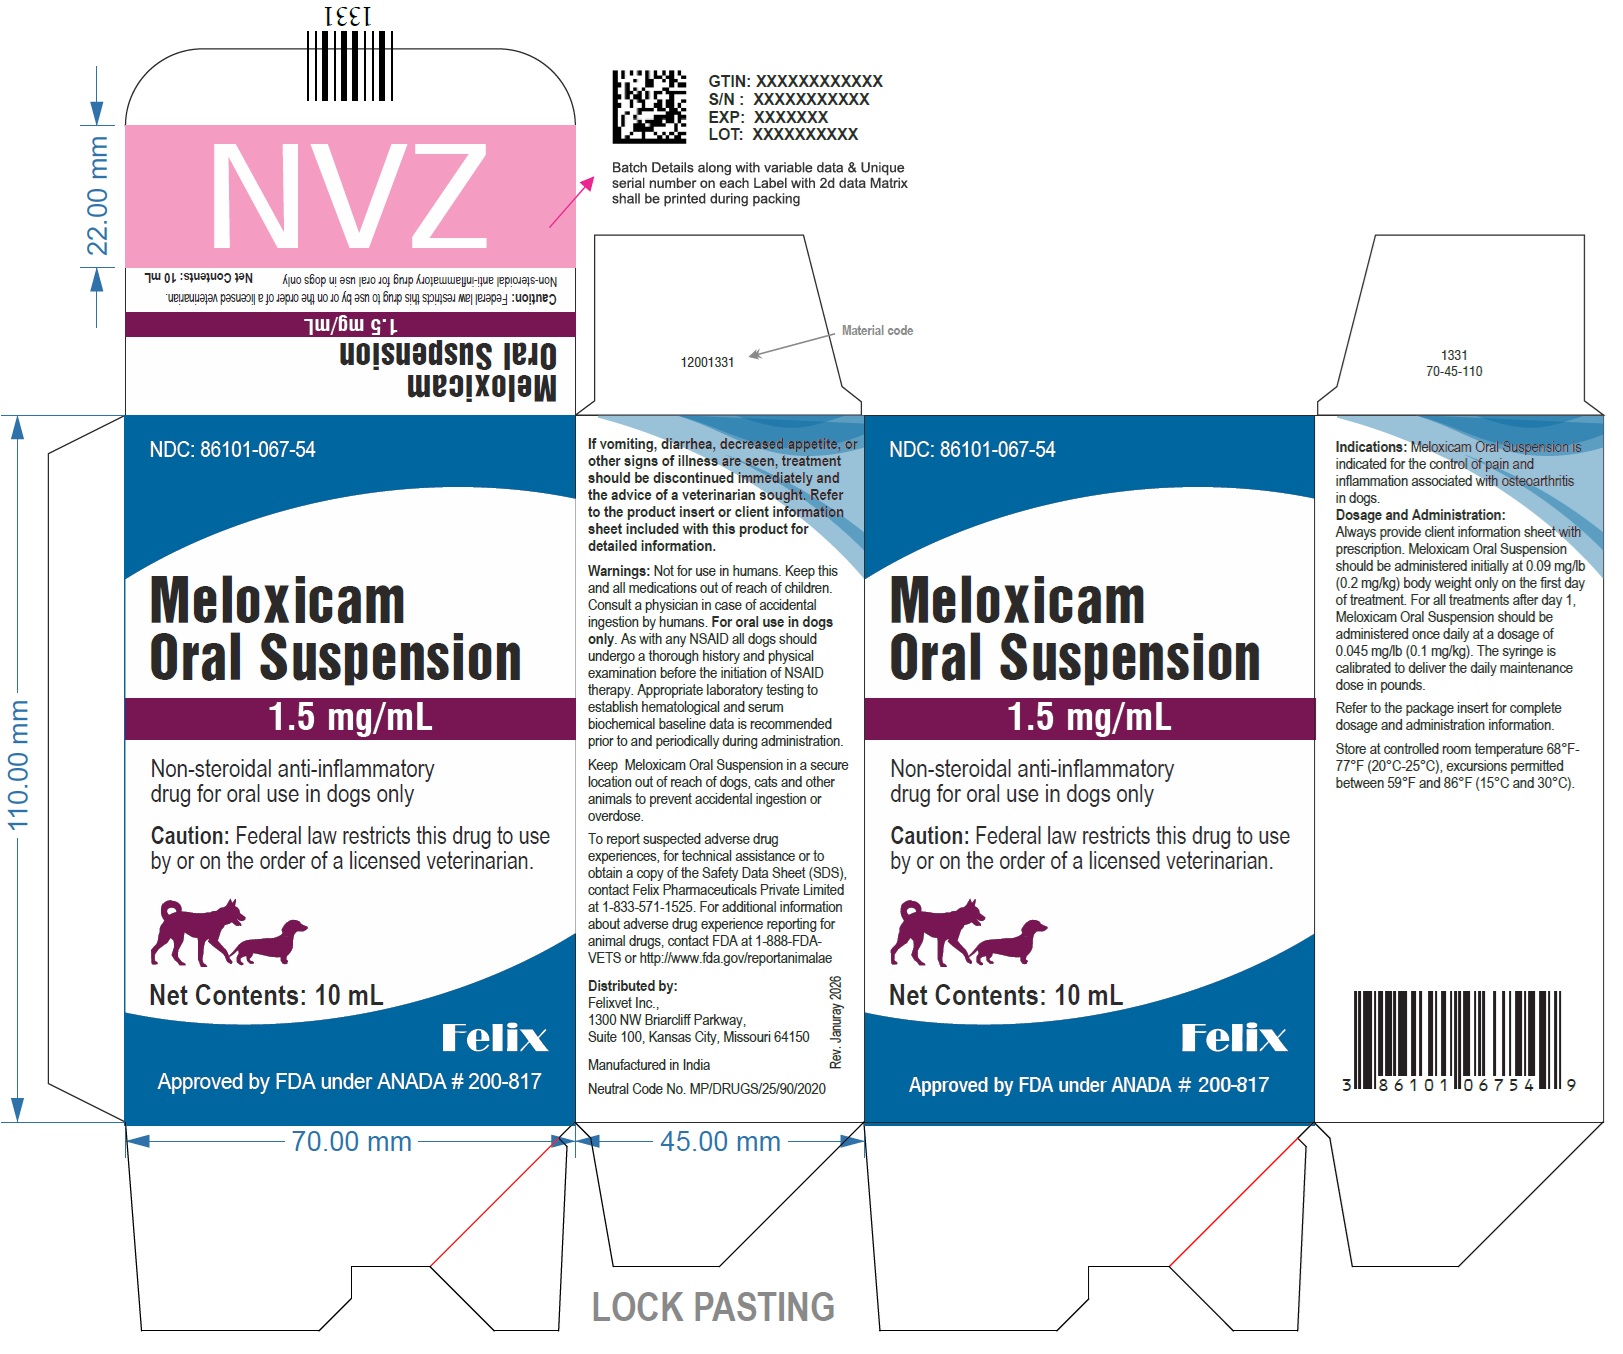 1331
GTIN: XXXXXXXXXXXX
S/N : XXXXXXXXXXX
EXP: XXXXXXX
LOT: XXXXXXXXXX
Batch Details along with variable data & Unique
serial number on each Label with 2d data Matrix
shall be printed during packing
22.00 mm
NVZ
Meloxicam
Oral Suspension
1.5 mg/mL
Caution: Federal law restricts this drug to use by or on the order of a licensed veterinarian.
Non-steroidal anti-inflammatory drug for oral use in dogs only
Net Contents: 10 mL
Material code
12001331
1331
70-45-110
110.00 mm
NDC: 86101-067-54
Meloxicam
Oral Suspension
1.5 mg/mL
Non-steroidal anti-inflammatory
drug for oral use in dogs only
Caution: Federal law restricts this drug to use
by or on the order of a licensed veterinarian.
Net Contents: 10 mL
Felix
Approved by FDA under ANADA # 200-817
If vomiting, diarrhea, decreased appetite, or
other signs of illness are seen, treatment
should be discontinued immediately and
the advice of a veterinarian sought. Refer
to the product insert or client information
sheet included with this product for
detailed information.
Warnings: Not for use in humans. Keep this
and all medications out of reach of children.
Consult a physician in case of accidental
ingestion by humans. For oral use in dogs
only. As with any NSAID all dogs should
undergo a thorough history and physical
examination before the initiation of NSAID
therapy. Appropriate laboratory testing to
establish hematological and serum
biochemical baseline data is recommended
prior to and periodically during administration.
Keep Meloxicam Oral Suspension in a secure
location out of reach of dogs, cats and other
animals to prevent accidental ingestion or
overdose.
To report suspected adverse drug
experiences, for technical assistance or to
obtain a copy of the Safety Data Sheet (SDS),
contact Felix Pharmaceuticals Private Limited
at 1-833-571-1525. For additional information
about adverse drug experience reporting for
animal drugs, contact FDA at 1-888-FDA-
VETS or http://www.fda.gov/reportanimalae
Distributed by:
Felixvet Inc.,
1300 NW Briarcliff Parkway,
Suite 100, Kansas City, Missouri 64150
Manufactured in India
Neutral Code No. MP/DRUGS/25/90/2020
Rev. Januray 2026
NDC: 86101-067-54
Meloxicam
Oral Suspension
1.5 mg/mL
Non-steroidal anti-inflammatory
drug for oral use in dogs only
Caution: Federal law restricts this drug to use
by or on the order of a licensed veterinarian.
Net Contents: 10 mL
Felix
Approved by FDA under ANADA # 200-817
Indications: Meloxicam Oral Suspension is
indicated for the control of pain and
inflammation associated with osteoarthritis
in dogs.
Dosage and Administration:
Always provide client information sheet with
prescription. Meloxicam Oral Suspension
should be administered initially at 0.09 mg/lb
(0.2 mg/kg) body weight only on the first day
of treatment. For all treatments after day 1,
Meloxicam Oral Suspension should be
administered once daily at a dosage of
0.045 mg/lb (0.1 mg/kg). The syringe is
calibrated to deliver the daily maintenance
dose in pounds.
Refer to the package insert for complete
dosage and administration information.
Store at controlled room temperature 68°F-
77°F (20°C-25°C), excursions permitted
between 59°F and 86°F (15°C and 30°C).
3 86101 06754 9
70.00 mm
45.00 mm
LOCK PASTING